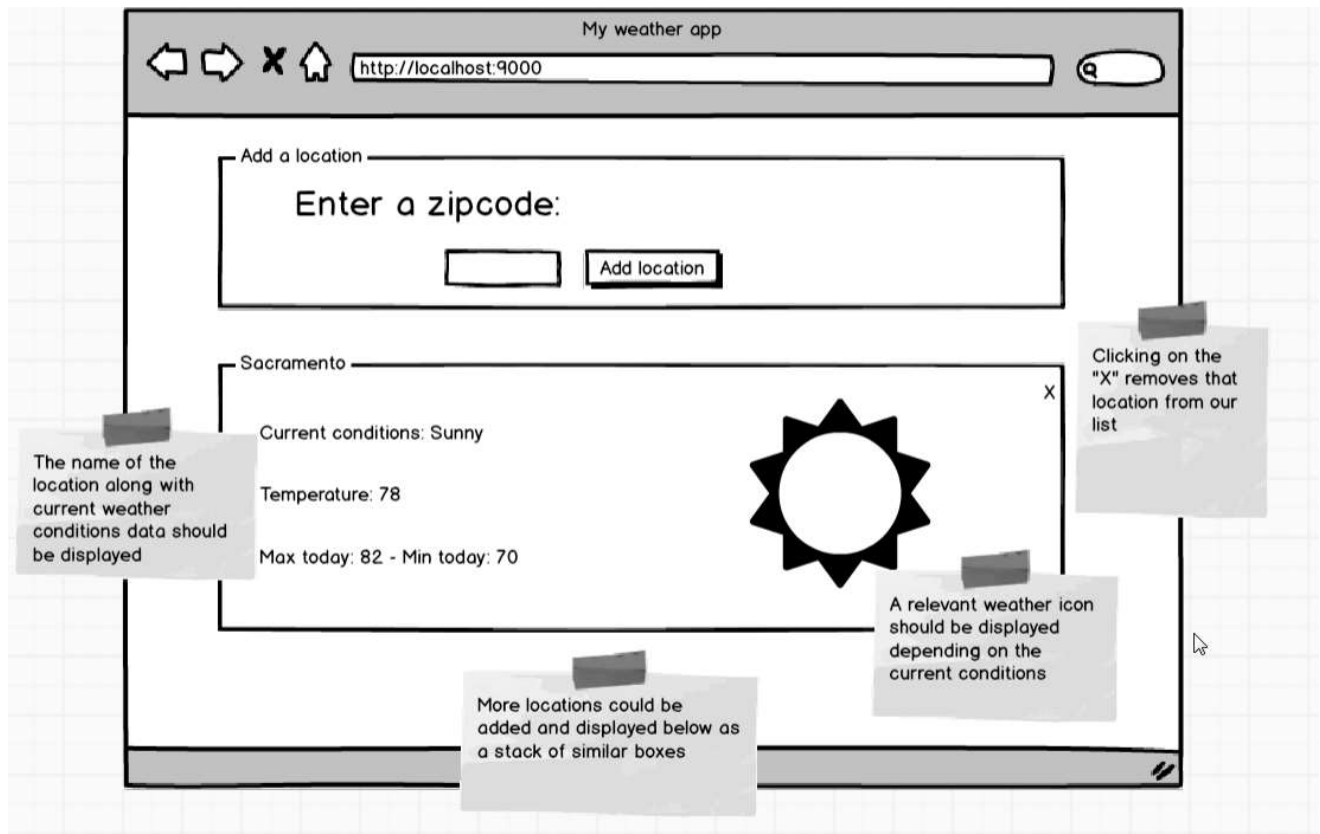 My weather app
http://localhost:9000
Add a location
Enter a zipcode:
Add location
Sacramento
X
Current conditions: Sunny
Temperature: 78
Max today: 82 - Min today: 70
Clicking on the
"X" removes that
location from our
list
The name of the
location along with
current weather
conditions data should
be displayed
A relevant weather icon
should be displayed
depending on the
current conditions
More locations could be
added and displayed below as
a stack of similar boxes